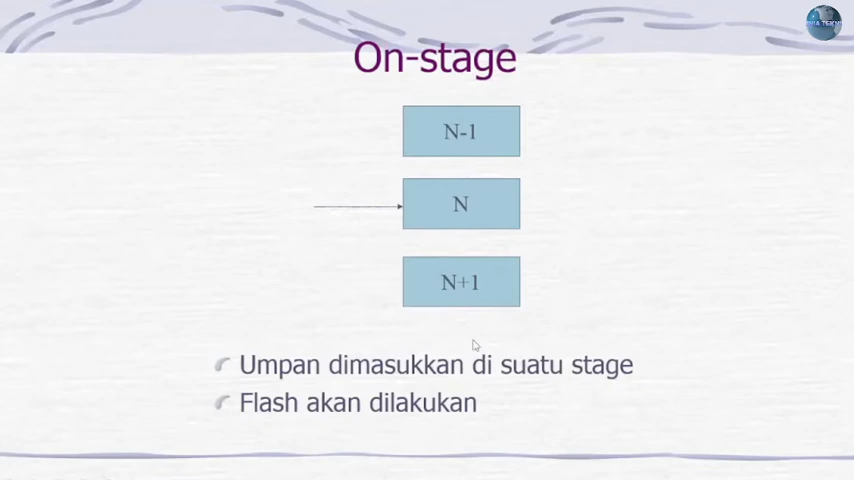 On-stage
N-1
N
N+1
Umpan dimasukkan di suatu stage
Flash akan dilakukan